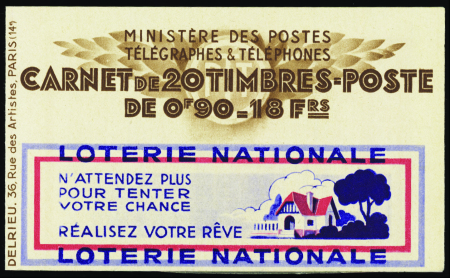 MINISTÈRE DES POSTES
TÉLÉGRAPHES & TÉLÉPHONES
CARNET DE 20 TIMBRES-POSTE
DE 0F90=18 FRS
LOTERIE NATIONALE
N'ATTENDEZ PLUS
POUR TENTER
VOTRE CHANCE
RÉALISEZ VOTRE RÊVE
LOTERIE NATIONALE
DELRIEU, 36, Rue des Artistes, PARIS (14e)